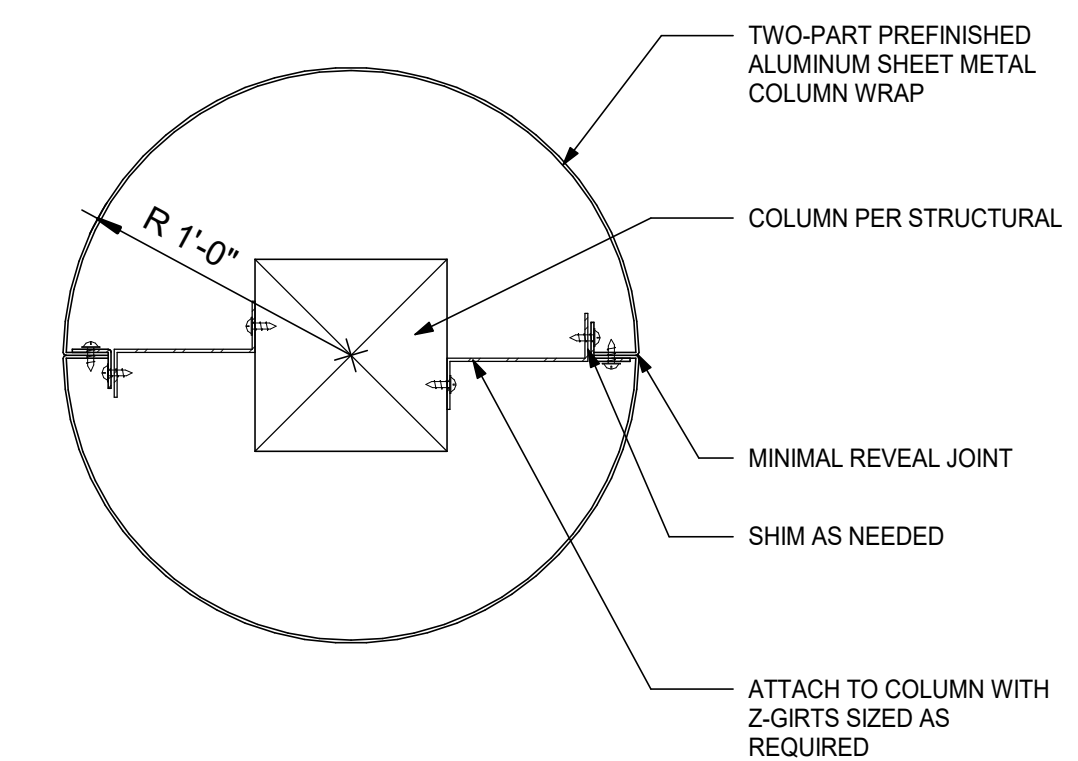 TWO-PART PREFINISHED
ALUMINUM SHEET METAL
COLUMN WRAP
R 1'-0"
COLUMN PER STRUCTURAL
MINIMAL REVEAL JOINT
SHIM AS NEEDED
ATTACH TO COLUMN WITH
Z-GIRTS SIZED AS
REQUIRED